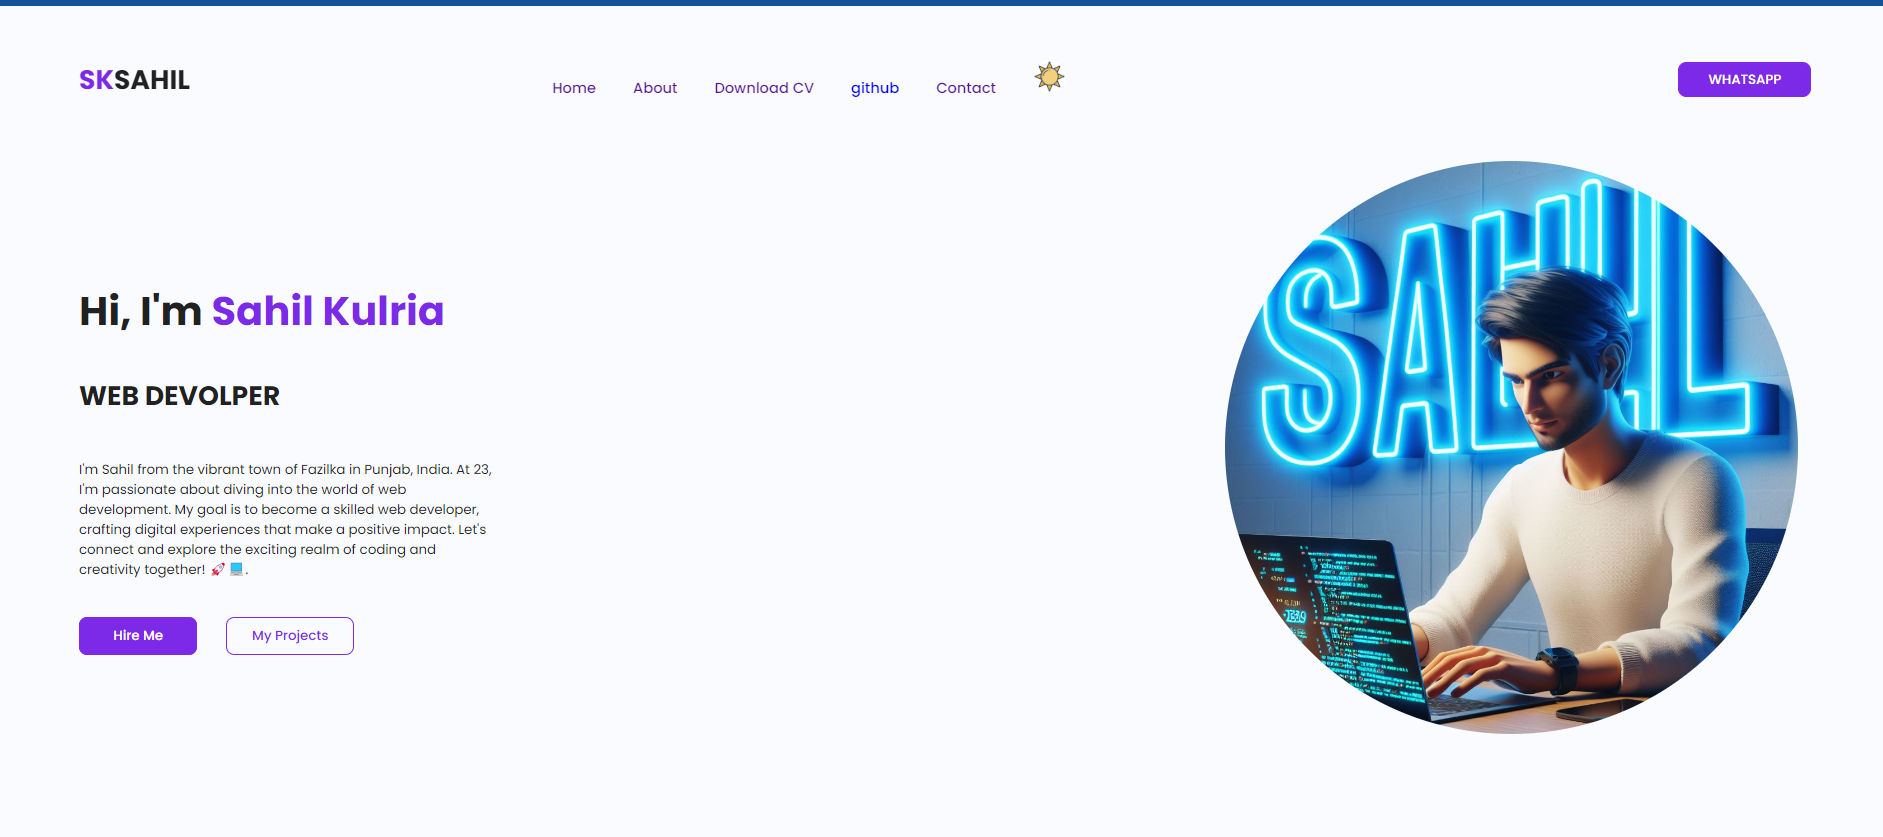 SKSAHIL
Home About Download CV github Contact
WHATSAPP
SAHIL
Hi, I'm Sahil Kulria
WEB DEVOLPER
I'm Sahil from the vibrant town of Fazilka in Punjab, India. At 23,
I'm passionate about diving into the world of web
development. My goal is to become a skilled web developer,
crafting digital experiences that make a positive impact. Let's
connect and explore the exciting realm of coding and
creativity together! 🚀 💻.
Hire Me My Projects